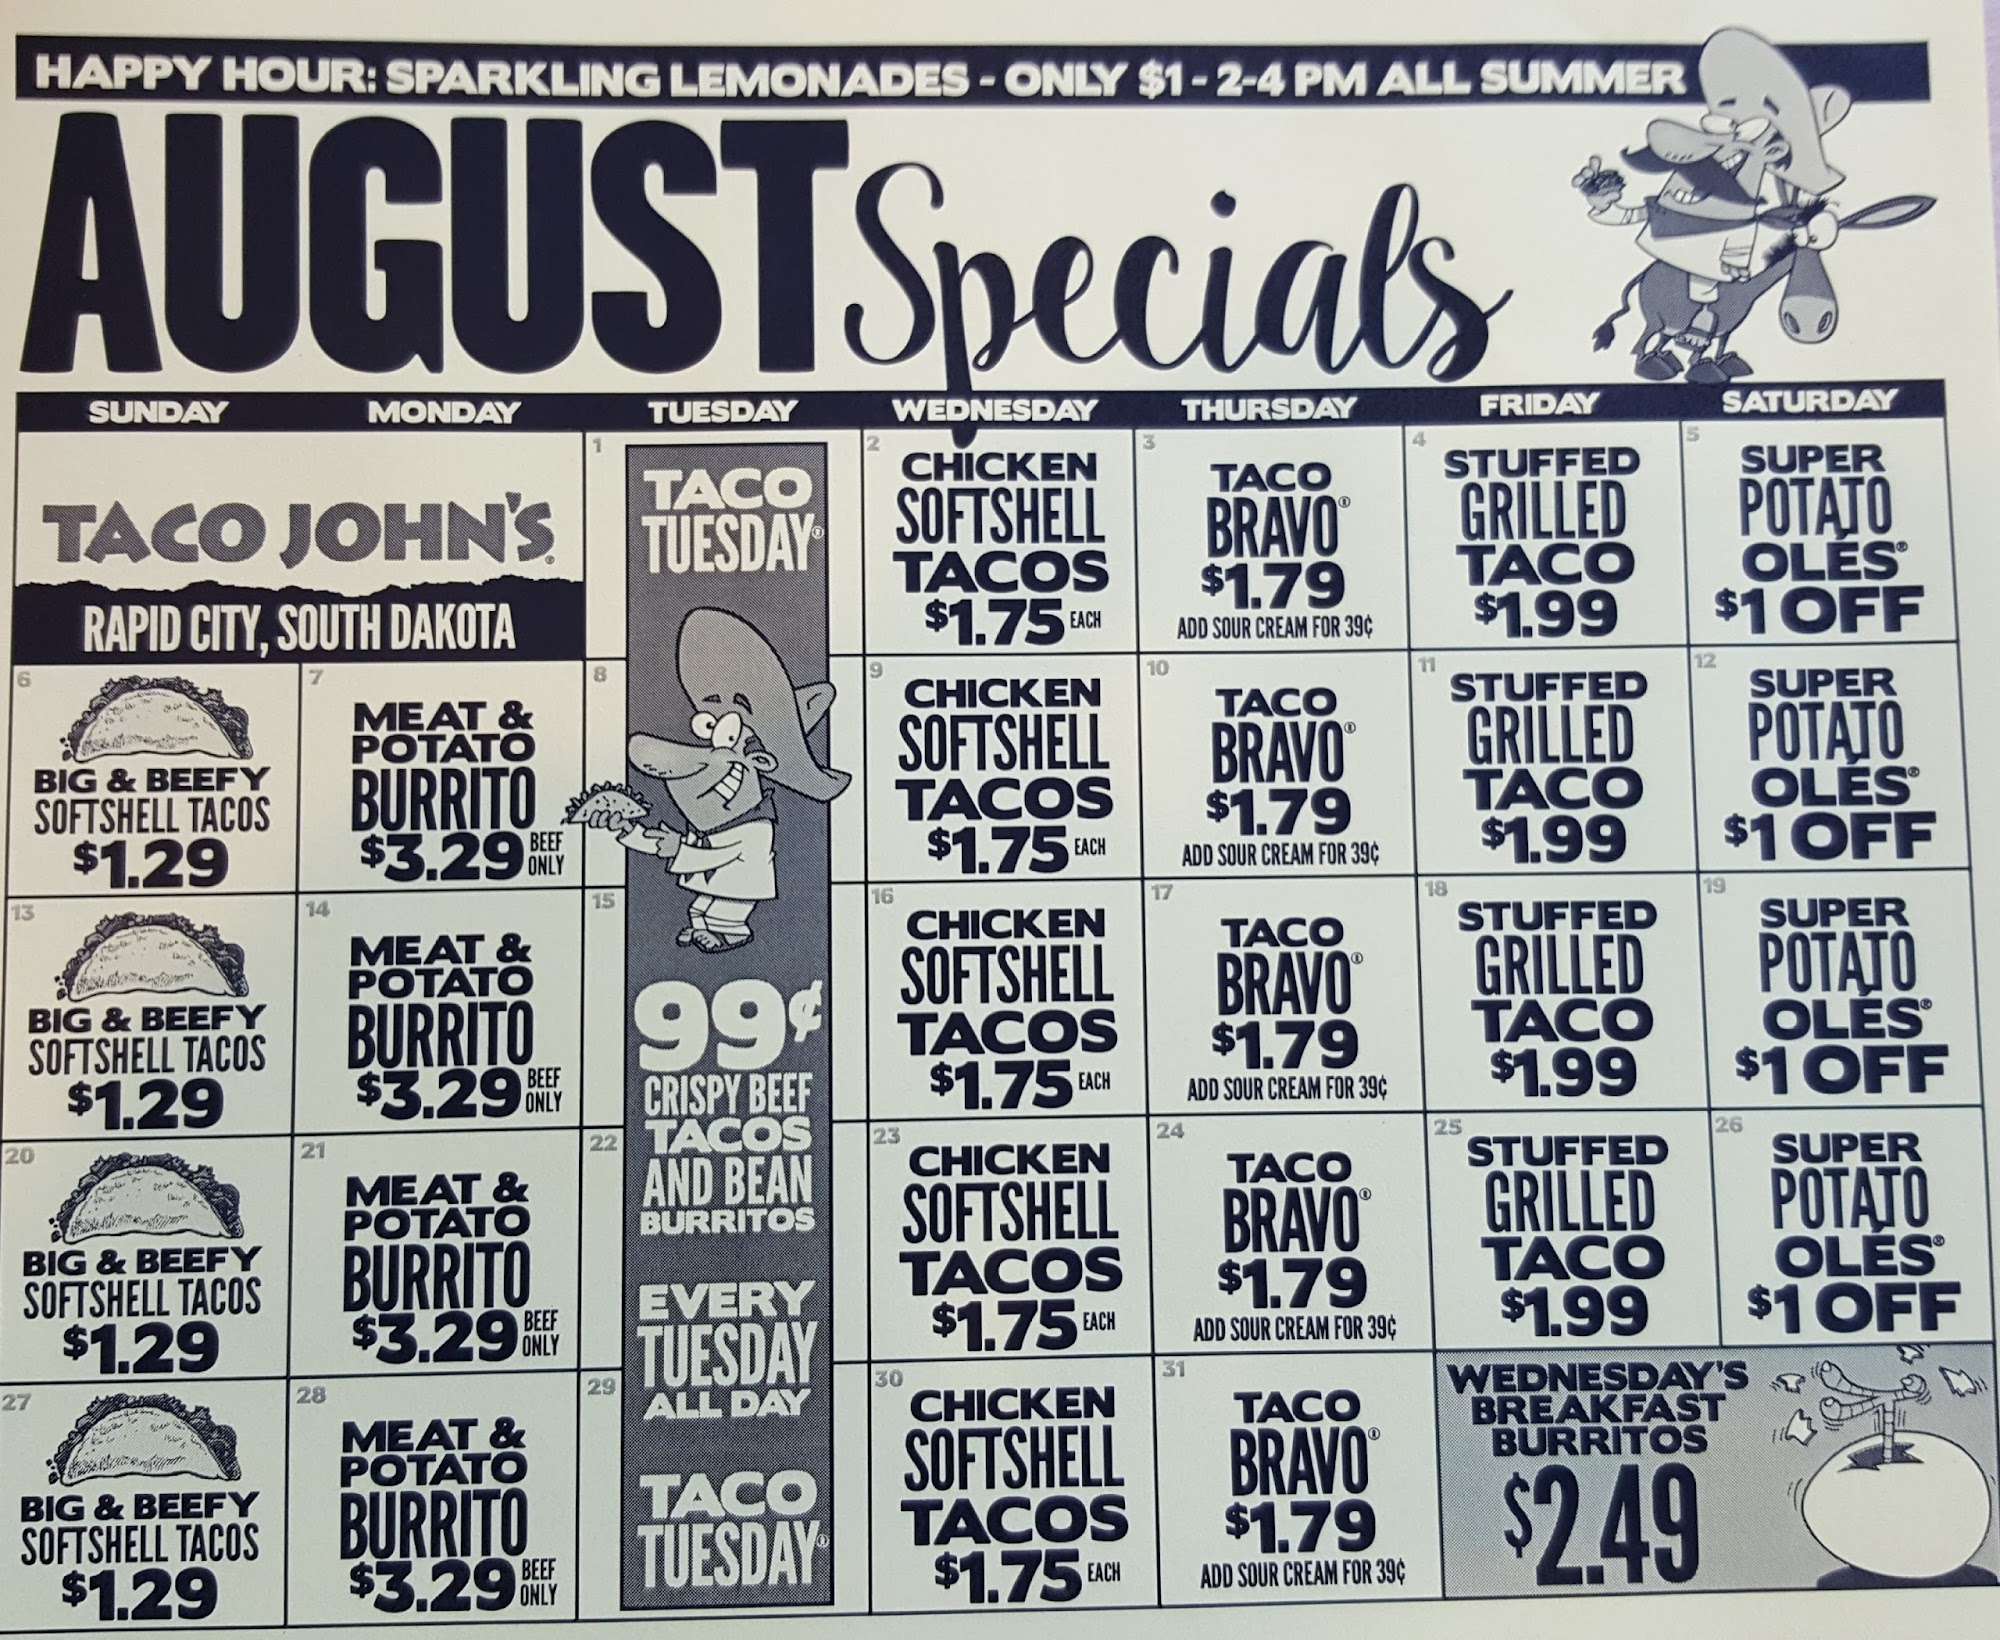 HAPPY HOUR: SPARKLING LEMONADES - ONLY $1 - 2-4 PM ALL SUMMER
AUGUST Specials
SUNDAY MONDAY TUESDAY WEDNESDAY THURSDAY FRIDAY SATURDAY
TACO JOHN'S®
RAPID CITY, SOUTH DAKOTA
1
TACO
TUESDAY®
2
CHICKEN
SOFTSHELL
TACOS
$1.75 EACH
3
TACO
BRAVO®
$1.79
ADD SOUR CREAM FOR 39¢
4
STUFFED
GRILLED
TACO
$1.99
5
SUPER
POTATO
OLÉS®
$1 OFF
6
BIG & BEEFY
SOFTSHELL TACOS
$1.29
7
MEAT &
POTATO
BURRITO
$3.29 BEEF ONLY
8
9
CHICKEN
SOFTSHELL
TACOS
$1.75 EACH
10
TACO
BRAVO®
$1.79
ADD SOUR CREAM FOR 39¢
11
STUFFED
GRILLED
TACO
$1.99
12
SUPER
POTATO
OLÉS®
$1 OFF
13
BIG & BEEFY
SOFTSHELL TACOS
$1.29
14
MEAT &
POTATO
BURRITO
$3.29 BEEF ONLY
15
99¢
CRISPY BEEF
TACOS
AND BEAN
BURRITOS
16
CHICKEN
SOFTSHELL
TACOS
$1.75 EACH
17
TACO
BRAVO®
$1.79
ADD SOUR CREAM FOR 39¢
18
STUFFED
GRILLED
TACO
$1.99
19
SUPER
POTATO
OLÉS®
$1 OFF
20
BIG & BEEFY
SOFTSHELL TACOS
$1.29
21
MEAT &
POTATO
BURRITO
$3.29 BEEF ONLY
22
EVERY
TUESDAY
ALL DAY
23
CHICKEN
SOFTSHELL
TACOS
$1.75 EACH
24
TACO
BRAVO®
$1.79
ADD SOUR CREAM FOR 39¢
25
STUFFED
GRILLED
TACO
$1.99
26
SUPER
POTATO
OLÉS®
$1 OFF
27
BIG & BEEFY
SOFTSHELL TACOS
$1.29
28
MEAT &
POTATO
BURRITO
$3.29 BEEF ONLY
29
TACO
TUESDAY®
30
CHICKEN
SOFTSHELL
TACOS
$1.75 EACH
31
TACO
BRAVO®
$1.79
ADD SOUR CREAM FOR 39¢
WEDNESDAY'S
BREAKFAST
BURRITOS
$2.49